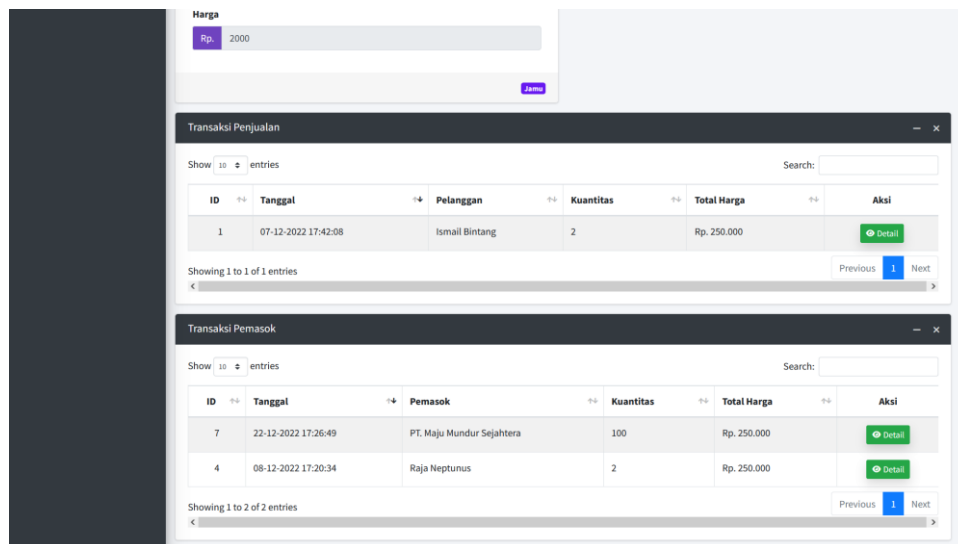 Harga
Rp. 2000
Jamu
Transaksi Penjualan
Show 10 entries Search:
ID Tanggal Pelanggan Kuantitas Total Harga Aksi
1 07-12-2022 17:42:08 Ismail Bintang 2 Rp. 250.000 Detail
Showing 1 to 1 of 1 entries Previous 1 Next
Transaksi Pemasok
Show 10 entries Search:
ID Tanggal Pemasok Kuantitas Total Harga Aksi
7 22-12-2022 17:26:49 PT. Maju Mundur Sejahtera 100 Rp. 250.000 Detail
4 08-12-2022 17:20:34 Raja Neptunus 2 Rp. 250.000 Detail
Showing 1 to 2 of 2 entries Previous 1 Next